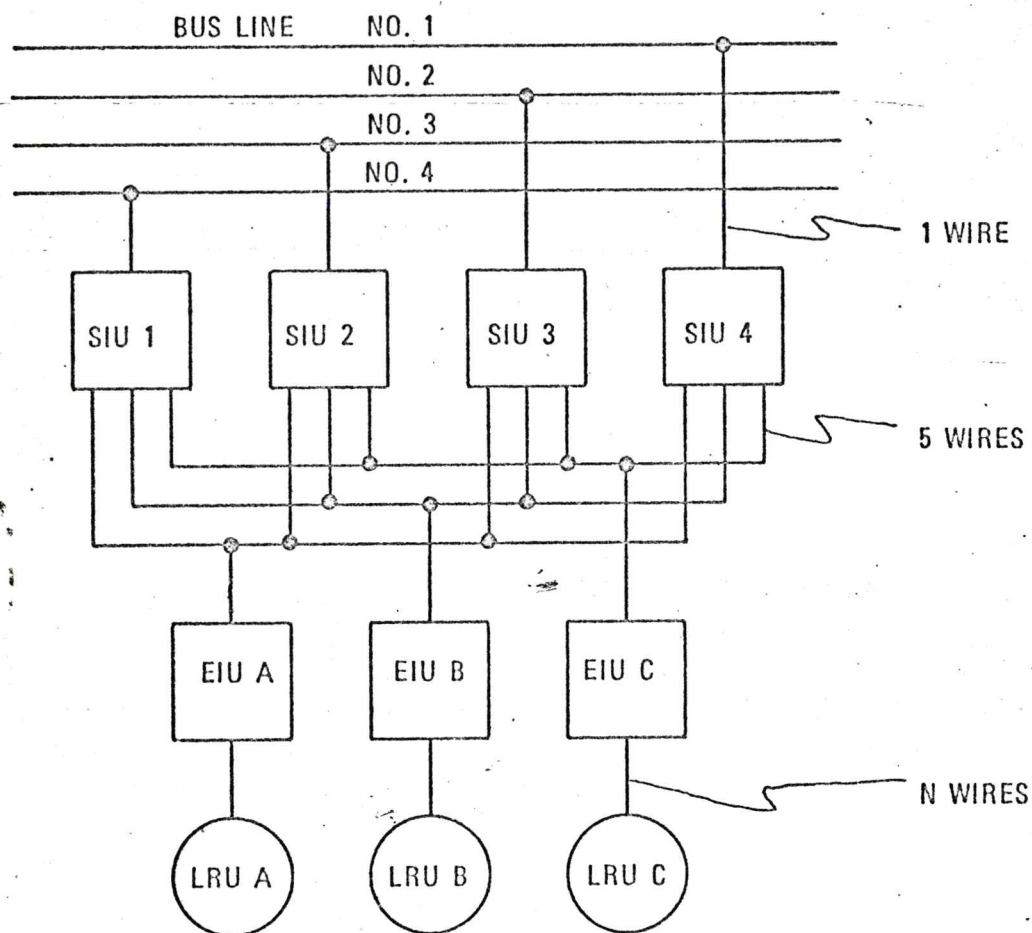 BUS LINE NO. 1
NO. 2
NO. 3
NO. 4
1 WIRE
SIU 1
SIU 2
SIU 3
SIU 4
5 WIRES
EIU A
EIU B
EIU C
N WIRES
LRU A
LRU B
LRU C